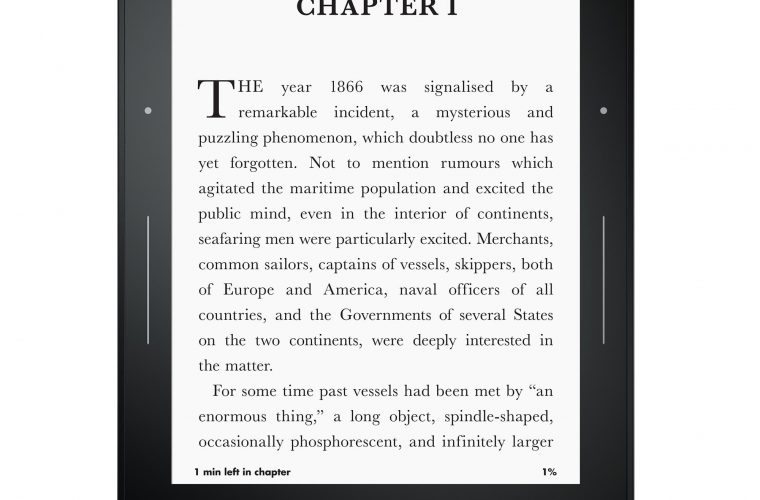 CHAPTER I
THE year 1866 was signalised by a
remarkable incident, a mysterious and
puzzling phenomenon, which doubtless no one has
yet forgotten. Not to mention rumours which
agitated the maritime population and excited the
public mind, even in the interior of continents,
seafaring men were particularly excited. Merchants,
common sailors, captains of vessels, skippers, both
of Europe and America, naval officers of all
countries, and the Governments of several States
on the two continents, were deeply interested in
the matter.
For some time past vessels had been met by “an
enormous thing,” a long object, spindle-shaped,
occasionally phosphorescent, and infinitely larger
1 min left in chapter 1%